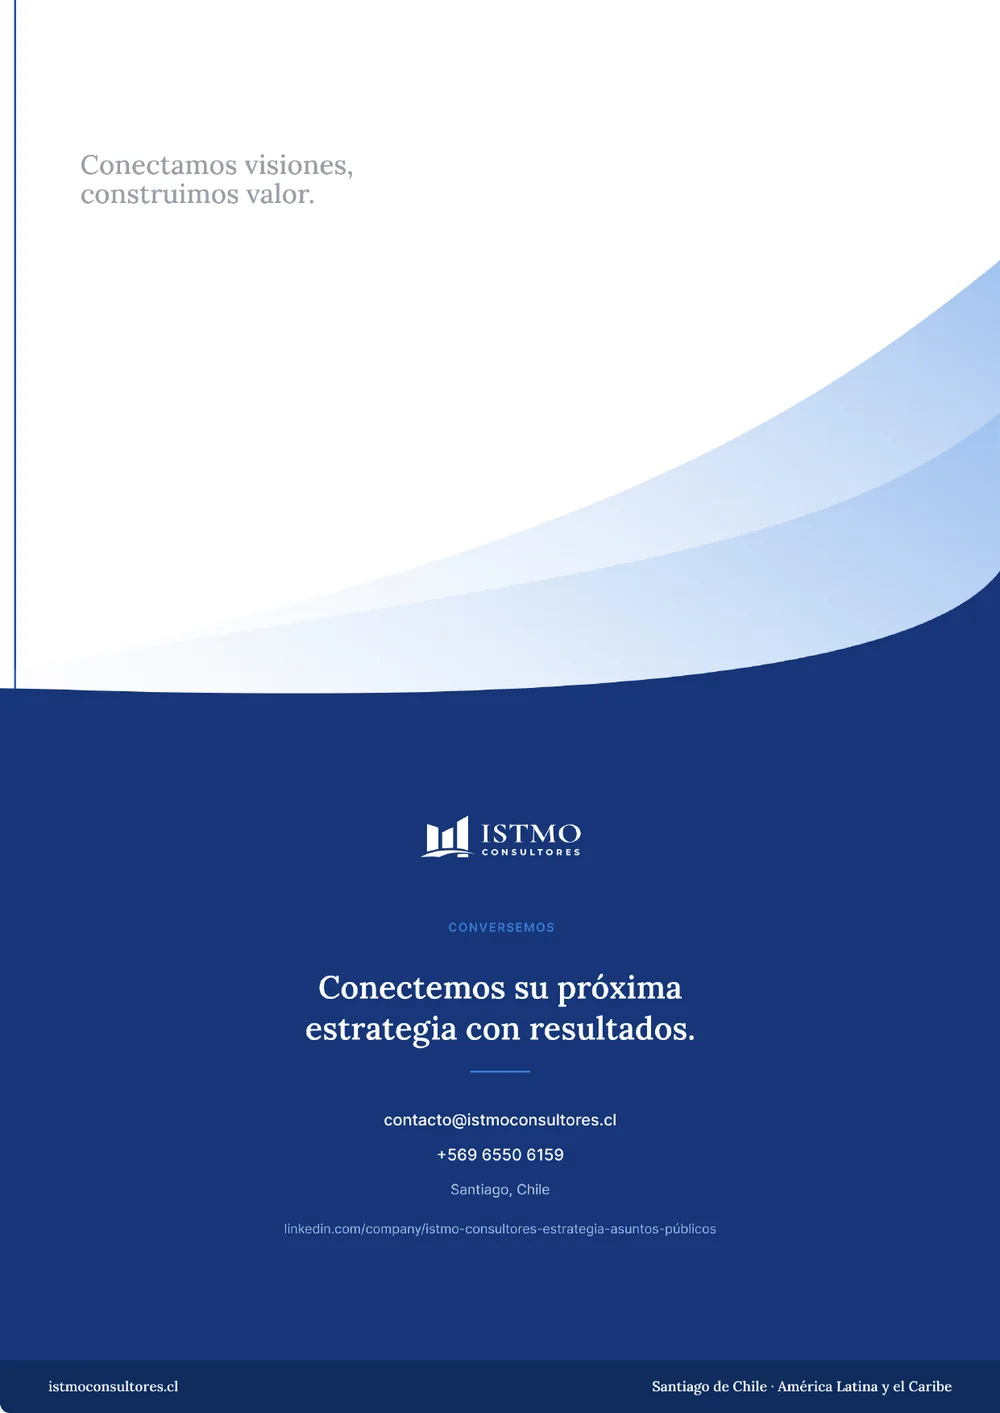 Conectamos visiones,
construimos valor.
ISTMO
CONSULTORES
CONVERSEMOS
Conectemos su próxima
estrategia con resultados.
contacto@istmoconsultores.cl
+569 6550 6159
Santiago, Chile
linkedin.com/company/istmo-consultores-estrategia-asuntos-públicos
istmoconsultores.cl
Santiago de Chile · América Latina y el Caribe